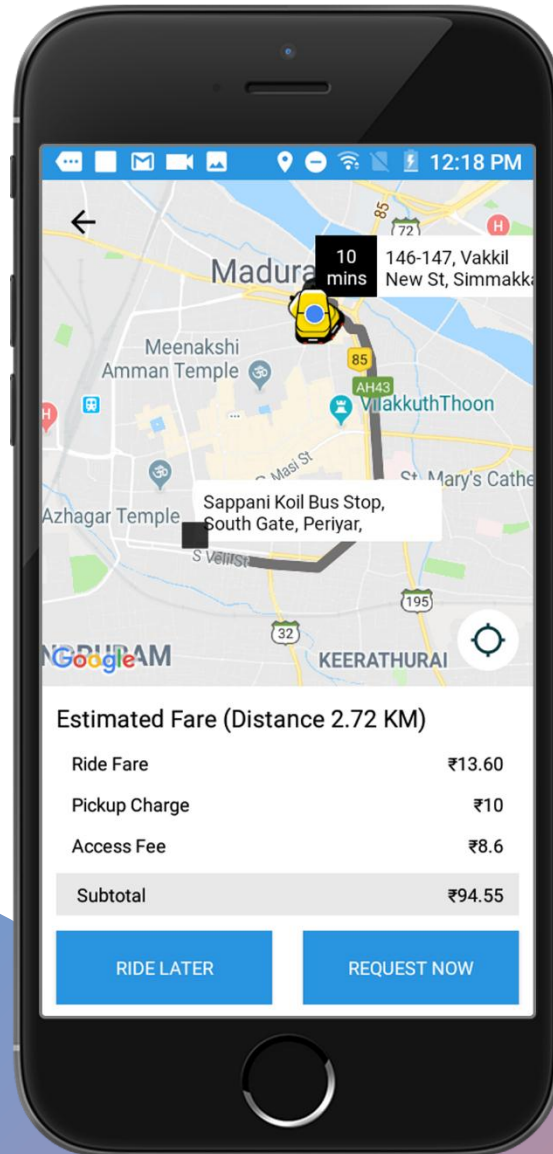 12:18 PM
85
72
H
10
mins
146-147, Vakkil
New St, Simmakka
Madura
Meenakshi
Amman Temple
85
AH43
VilakkuthThoon
H
Masi St
St. Mary's Cathe
Sappani Koil Bus Stop,
South Gate, Periyar,
Azhagar Temple
S Veli St
195
32
KEERATHURAI
Google
Estimated Fare (Distance 2.72 KM)
Ride Fare ₹13.60
Pickup Charge ₹10
Access Fee ₹8.6
Subtotal ₹94.55
RIDE LATER REQUEST NOW